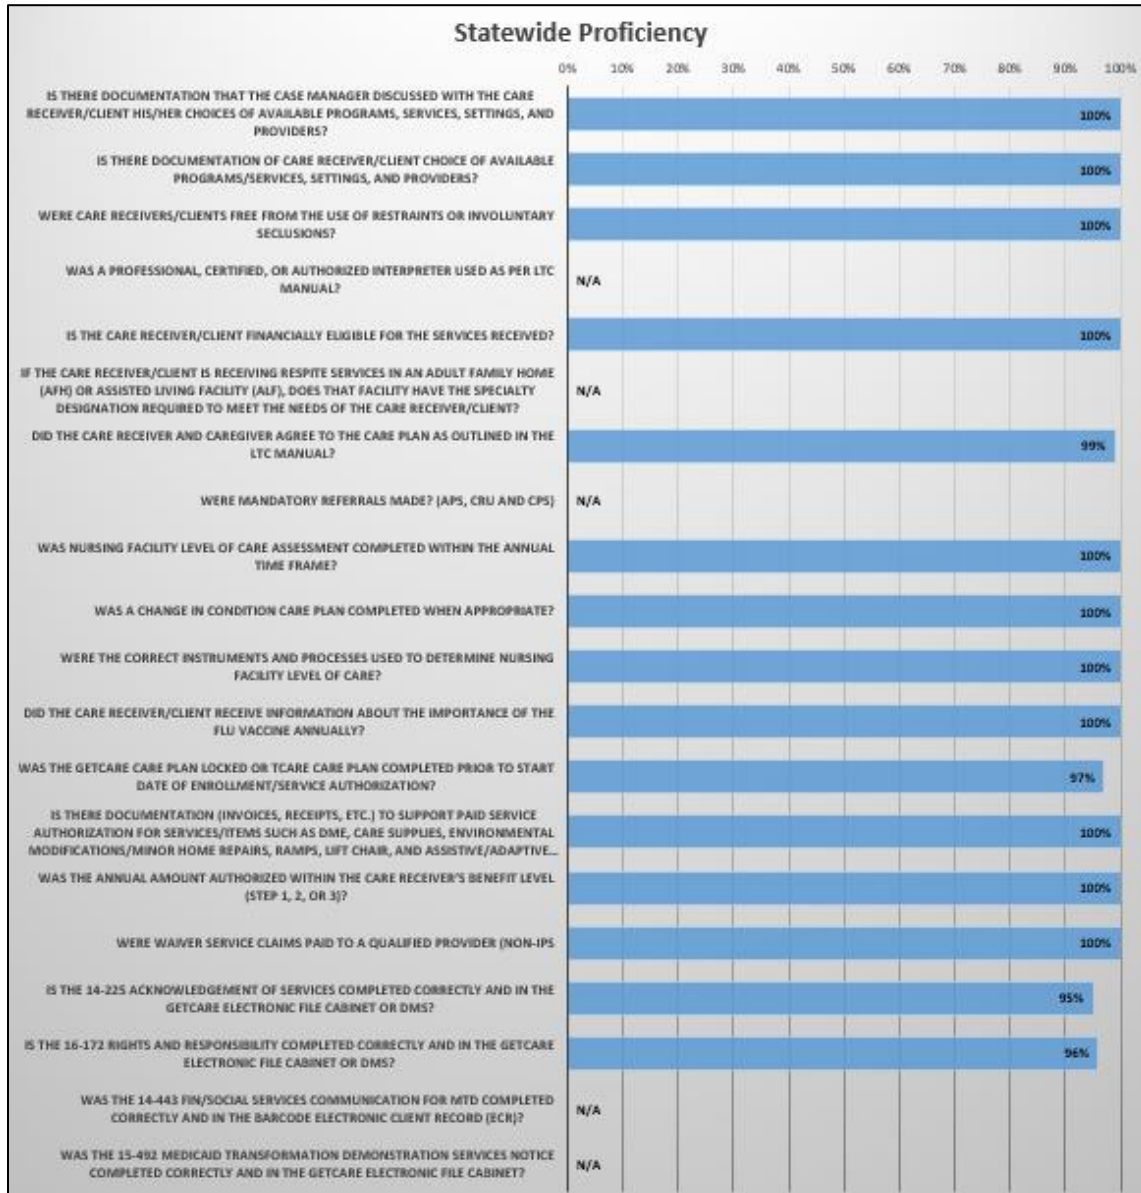 Statewide Proficiency
0% 10% 20% 30% 40% 50% 60% 70% 80% 90% 100%
IS THERE DOCUMENTATION THAT THE CASE MANAGER DISCUSSED WITH THE CARE
RECEIVER/CLIENT HIS/HER CHOICES OF AVAILABLE PROGRAMS, SERVICES, SETTINGS, AND
PROVIDERS?
100%
IS THERE DOCUMENTATION OF CARE RECEIVER/CLIENT CHOICE OF AVAILABLE
PROGRAMS/SERVICES, SETTINGS, AND PROVIDERS?
100%
WERE CARE RECEIVERS/CLIENTS FREE FROM THE USE OF RESTRAINTS OR INVOLUNTARY
SECLUSIONS?
100%
WAS A PROFESSIONAL, CERTIFIED, OR AUTHORIZED INTERPRETER USED AS PER LTC
MANUAL?
N/A
IS THE CARE RECEIVER/CLIENT FINANCIALLY ELIGIBLE FOR THE SERVICES RECEIVED?
100%
IF THE CARE RECEIVER/CLIENT IS RECEIVING RESPITE SERVICES IN AN ADULT FAMILY HOME
(AFH) OR ASSISTED LIVING FACILITY (ALF), DOES THAT FACILITY HAVE THE SPECIALTY
DESIGNATION REQUIRED TO MEET THE NEEDS OF THE CARE RECEIVER/CLIENT?
N/A
DID THE CARE RECEIVER AND CAREGIVER AGREE TO THE CARE PLAN AS OUTLINED IN THE
LTC MANUAL?
99%
WERE MANDATORY REFERRALS MADE? (APS, CRU AND CPS)
N/A
WAS NURSING FACILITY LEVEL OF CARE ASSESSMENT COMPLETED WITHIN THE ANNUAL
TIME FRAME?
100%
WAS A CHANGE IN CONDITION CARE PLAN COMPLETED WHEN APPROPRIATE?
100%
WERE THE CORRECT INSTRUMENTS AND PROCESSES USED TO DETERMINE NURSING
FACILITY LEVEL OF CARE?
100%
DID THE CARE RECEIVER/CLIENT RECEIVE INFORMATION ABOUT THE IMPORTANCE OF THE
FLU VACCINE ANNUALLY?
100%
WAS THE GETCARE CARE PLAN LOCKED OR TCARE CARE PLAN COMPLETED PRIOR TO START
DATE OF ENROLLMENT/SERVICE AUTHORIZATION?
97%
IS THERE DOCUMENTATION (INVOICES, RECEIPTS, ETC.) TO SUPPORT PAID SERVICE
AUTHORIZATION FOR SERVICES/ITEMS SUCH AS DME, CARE SUPPLIES, ENVIRONMENTAL
MODIFICATIONS/MINOR HOME REPAIRS, RAMPS, LIFT CHAIR, AND ASSISTIVE/ADAPTIVE...
100%
WAS THE ANNUAL AMOUNT AUTHORIZED WITHIN THE CARE RECEIVER'S BENEFIT LEVEL
(STEP 1, 2, OR 3)?
100%
WERE WAIVER SERVICE CLAIMS PAID TO A QUALIFIED PROVIDER (NON-IPS
100%
IS THE 14-225 ACKNOWLEDGEMENT OF SERVICES COMPLETED CORRECTLY AND IN THE
GETCARE ELECTRONIC FILE CABINET OR DMS?
95%
IS THE 16-172 RIGHTS AND RESPONSIBILITY COMPLETED CORRECTLY AND IN THE GETCARE
ELECTRONIC FILE CABINET OR DMS?
96%
WAS THE 14-443 FIN/SOCIAL SERVICES COMMUNICATION FOR MTD COMPLETED
CORRECTLY AND IN THE BARCODE ELECTRONIC CLIENT RECORD (ECR)?
N/A
WAS THE 15-492 MEDICAID TRANSFORMATION DEMONSTRATION SERVICES NOTICE
COMPLETED CORRECTLY AND IN THE GETCARE ELECTRONIC FILE CABINET?
N/A